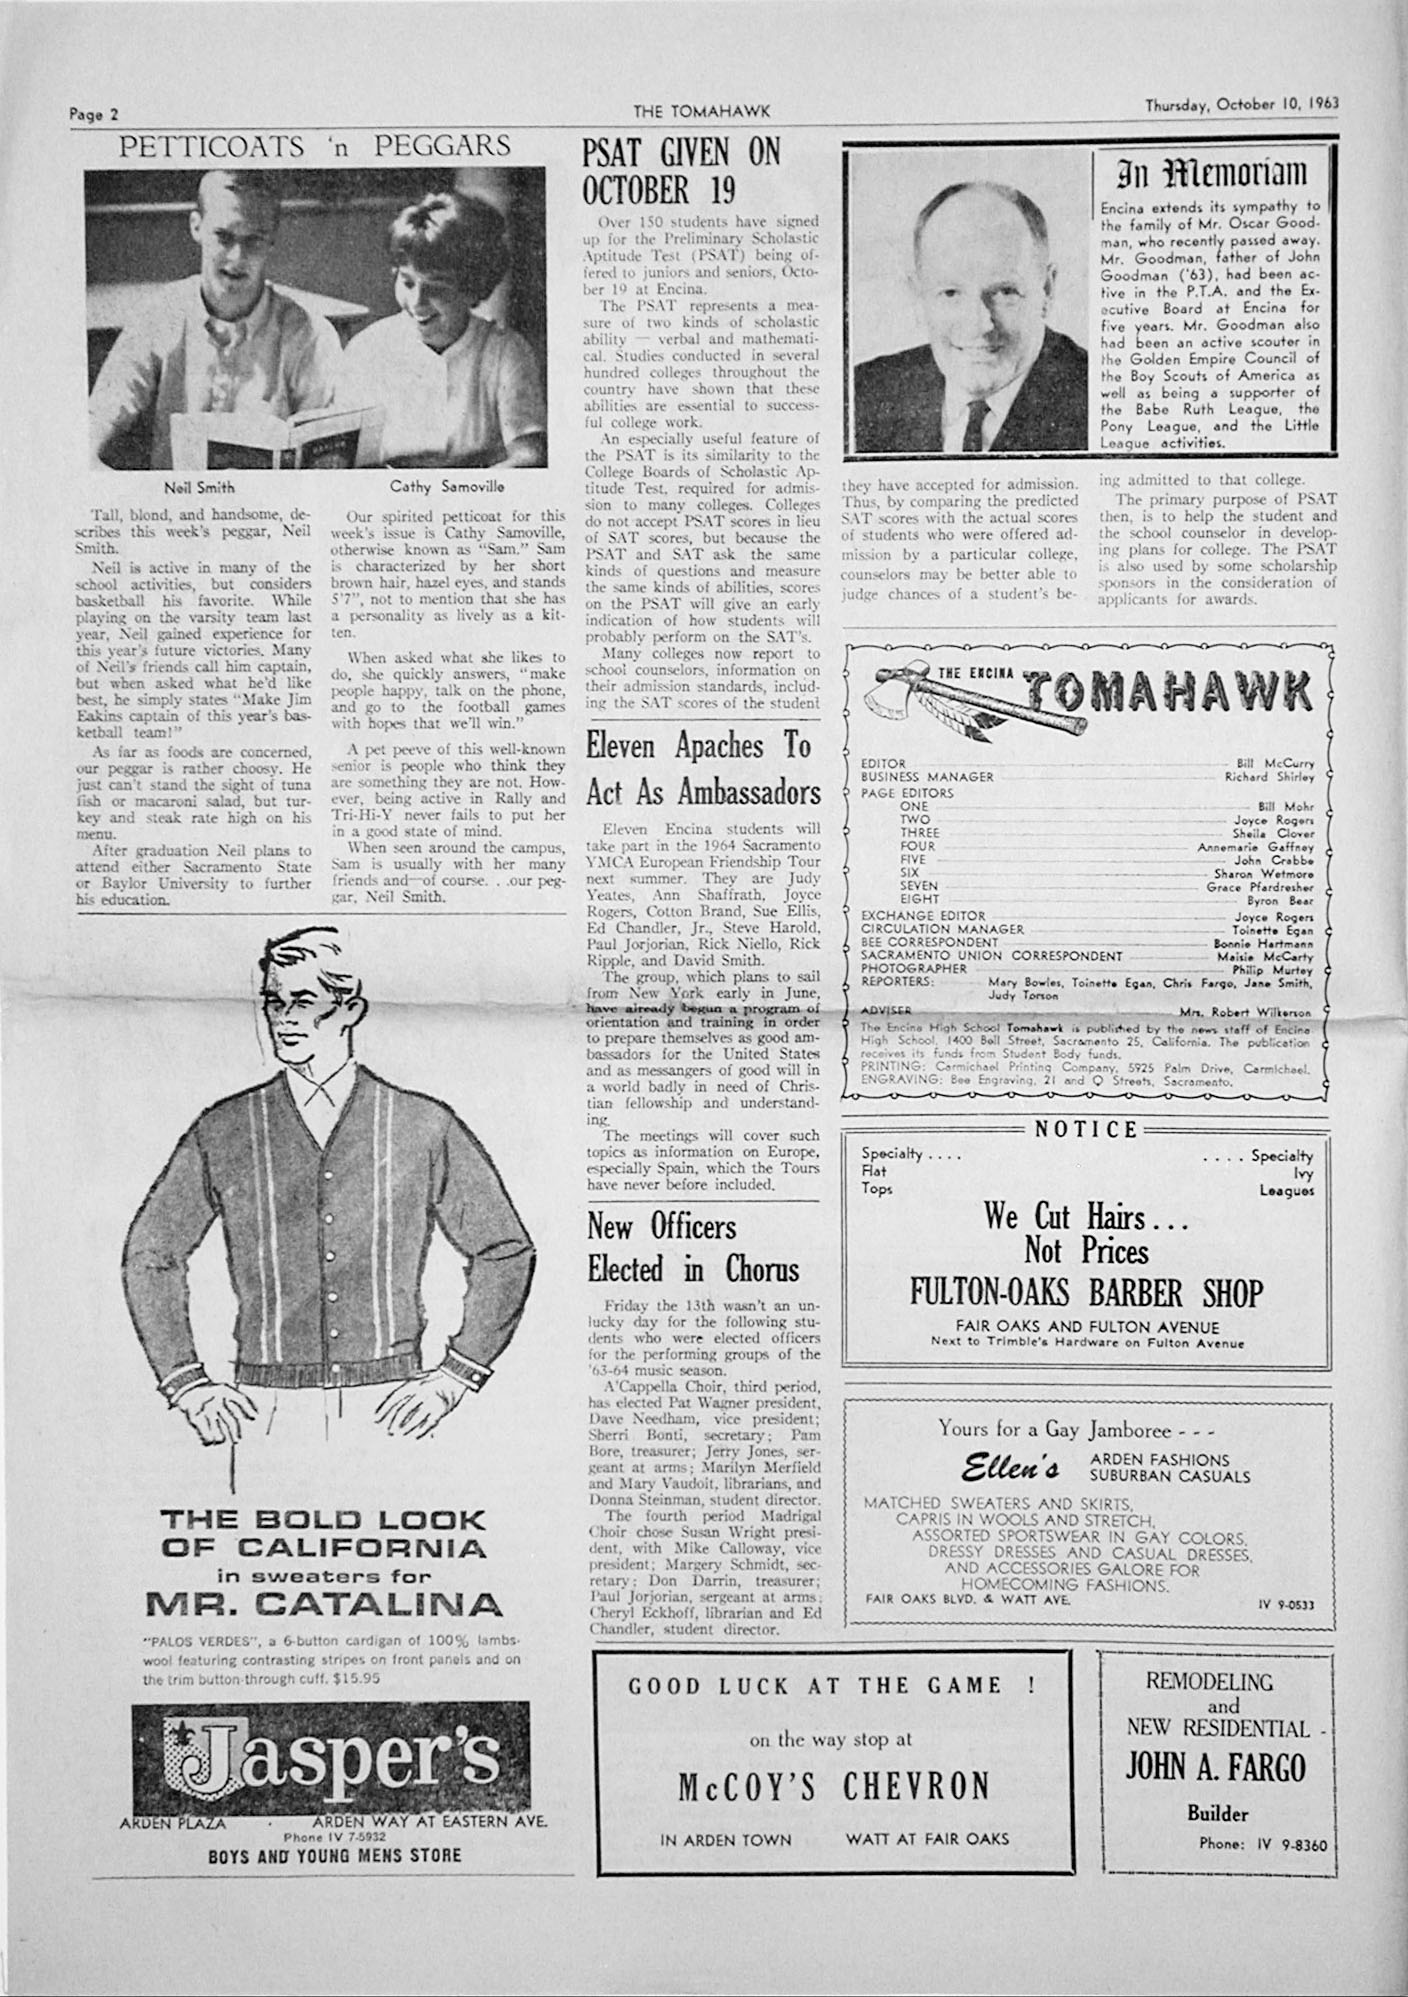 Page 2
THE TOMAHAWK
Thursday, October 10, 1963
PETTICOATS 'n PEGGARS
Neil Smith
Cathy Samoville
Tall, blond, and handsome, de-
scribes this week's peggar, Neil
Smith.
Neil is active in many of the
school activities, but considers
basketball his favorite. While
playing on the varsity team last
year, Neil gained experience for
this year's future victories. Many
of Neil's friends call him captain,
but when asked what he'd like
best, he simply states "Make Jim
Eakins captain of this year's bas-
ketball team!"
As far as foods are concerned,
our peggar is rather choosy. He
just can't stand the sight of tuna
fish or macaroni salad, but tur-
key and steak rate high on his
menu.
After graduation Neil plans to
attend either Sacramento State
or Baylor University to further
his education.
Our spirited petticoat for this
week's issue is Cathy Samoville,
otherwise known as "Sam." Sam
is characterized by her short
brown hair, hazel eyes, and stands
5'7", not to mention that she has
a personality as lively as a kit-
ten.
When asked what she likes to
do, she quickly answers, "make
people happy, talk on the phone,
and go to the football games
with hopes that we'll win."
A pet peeve of this well-known
senior is people who think they
are something they are not. How-
ever, being active in Rally and
Tri-Hi-Y never fails to put her
in a good state of mind.
When seen around the campus,
Sam is usually with her many
friends and—of course. . .our peg-
gar, Neil Smith.
THE BOLD LOOK
OF CALIFORNIA
in sweaters for
MR. CATALINA
"PALOS VERDES", a 6-button cardigan of 100% lambs-
wool featuring contrasting stripes on front panels and on
the trim button-through cuff. $15.95
Jasper's
ARDEN PLAZA . ARDEN WAY AT EASTERN AVE.
Phone IV 7-5932
BOYS AND YOUNG MENS STORE
PSAT GIVEN ON
OCTOBER 19
Over 150 students have signed
up for the Preliminary Scholastic
Aptitude Test (PSAT) being of-
fered to juniors and seniors, Octo-
ber 19 at Encina.
The PSAT represents a mea-
sure of two kinds of scholastic
ability — verbal and mathemati-
cal. Studies conducted in several
hundred colleges throughout the
country have shown that these
abilities are essential to success-
ful college work.
An especially useful feature of
the PSAT is its similarity to the
College Boards of Scholastic Ap-
titude Test, required for admis-
sion to many colleges. Colleges
do not accept PSAT scores in lieu
of SAT scores, but because the
PSAT and SAT ask the same
kinds of questions and measure
the same kinds of abilities, scores
on the PSAT will give an early
indication of how students will
probably perform on the SAT's.
Many colleges now report to
school counselors, information on
their admission standards, includ-
ing the SAT scores of the student
they have accepted for admission.
Thus, by comparing the predicted
SAT scores with the actual scores
of students who were offered ad-
mission by a particular college,
counselors may be better able to
judge chances of a student's be-
ing admitted to that college.
The primary purpose of PSAT
then, is to help the student and
the school counselor in develop-
ing plans for college. The PSAT
is also used by some scholarship
sponsors in the consideration of
applicants for awards.
Eleven Apaches To
Act As Ambassadors
Eleven Encina students will
take part in the 1964 Sacramento
YMCA European Friendship Tour
next summer. They are Judy
Yeates, Ann Shaffrath, Joyce
Rogers, Cotton Brand, Sue Ellis,
Ed Chandler, Jr., Steve Harold,
Paul Jorjorian, Rick Niello, Rick
Ripple, and David Smith.
The group, which plans to sail
from New York early in June,
have already begun a program of
orientation and training in order
to prepare themselves as good am-
bassadors for the United States
and as messangers of good will in
a world badly in need of Chris-
tian fellowship and understand-
ing.
The meetings will cover such
topics as information on Europe,
especially Spain, which the Tours
have never before included.
New Officers
Elected in Chorus
Friday the 13th wasn't an un-
lucky day for the following stu-
dents who were elected officers
for the performing groups of the
'63-64 music season.
A'Cappella Choir, third period,
has elected Pat Wagner president,
Dave Needham, vice president;
Sherri Bonti, secretary; Pam
Bore, treasurer; Jerry Jones, ser-
geant at arms; Marilyn Merfield
and Mary Vaudoit, librarians, and
Donna Steinman, student director.
The fourth period Madrigal
Choir chose Susan Wright presi-
dent, with Mike Calloway, vice
president; Margery Schmidt, sec-
retary; Don Darrin, treasurer;
Paul Jorjorian, sergeant at arms;
Cheryl Eckhoff, librarian and Ed
Chandler, student director.
In Memoriam
Encina extends its sympathy to
the family of Mr. Oscar Good-
man, who recently passed away.
Mr. Goodman, father of John
Goodman ('63), had been ac-
tive in the P.T.A. and the Ex-
ecutive Board at Encina for
five years. Mr. Goodman also
had been an active scouter in
the Golden Empire Council of
the Boy Scouts of America as
well as being a supporter of
the Babe Ruth League, the
Pony League, and the Little
League activities.
THE ENCINA TOMAHAWK
EDITOR Bill McCurry
BUSINESS MANAGER Richard Shirley
PAGE EDITORS
ONE Bill Mohr
TWO Joyce Rogers
THREE Sheila Clover
FOUR Annemarie Gaffney
FIVE John Crabbe
SIX Sharon Wetmore
SEVEN Grace Pfardresher
EIGHT Byron Bear
EXCHANGE EDITOR Joyce Rogers
CIRCULATION MANAGER Toinette Egan
BEE CORRESPONDENT Bonnie Hartmann
SACRAMENTO UNION CORRESPONDENT Maisie McCarty
PHOTOGRAPHER Philip Murtey
REPORTERS: Mary Bowles, Toinette Egan, Chris Fargo, Jane Smith,
Judy Torson
ADVISER Mrs. Robert Wilkerson
The Encina High School Tomahawk is published by the news staff of Encina
High School, 1400 Bell Street, Sacramento 25, California. The publication
receives its funds from Student Body funds.
PRINTING: Carmichael Printing Company, 5925 Palm Drive, Carmichael.
ENGRAVING: Bee Engraving, 21 and Q Streets, Sacramento.
NOTICE
Specialty . . . . . . . . Specialty
Flat Ivy
Tops Leagues
We Cut Hairs . . .
Not Prices
FULTON-OAKS BARBER SHOP
FAIR OAKS AND FULTON AVENUE
Next to Trimble's Hardware on Fulton Avenue
Yours for a Gay Jamboree - - -
Ellen's ARDEN FASHIONS
SUBURBAN CASUALS
MATCHED SWEATERS AND SKIRTS,
CAPRIS IN WOOLS AND STRETCH,
ASSORTED SPORTSWEAR IN GAY COLORS,
DRESSY DRESSES AND CASUAL DRESSES,
AND ACCESSORIES GALORE FOR
HOMECOMING FASHIONS.
FAIR OAKS BLVD. & WATT AVE. IV 9-0533
GOOD LUCK AT THE GAME !
on the way stop at
McCOY'S CHEVRON
IN ARDEN TOWN WATT AT FAIR OAKS
REMODELING
and
NEW RESIDENTIAL -
JOHN A. FARGO
Builder
Phone: IV 9-8360